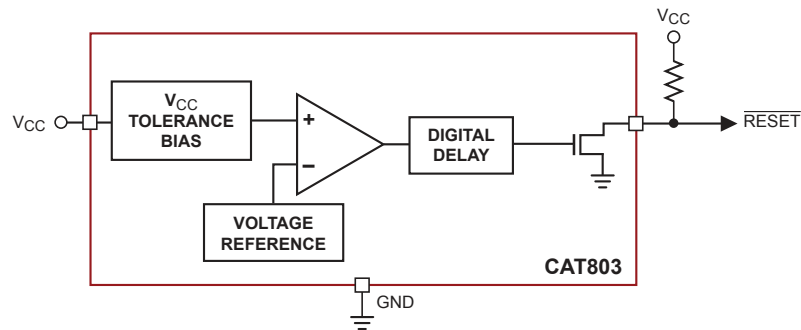 VCC
VCC
VCC
TOLERANCE
BIAS
+
−
DIGITAL
DELAY
RESET
VOLTAGE
REFERENCE
CAT803
GND